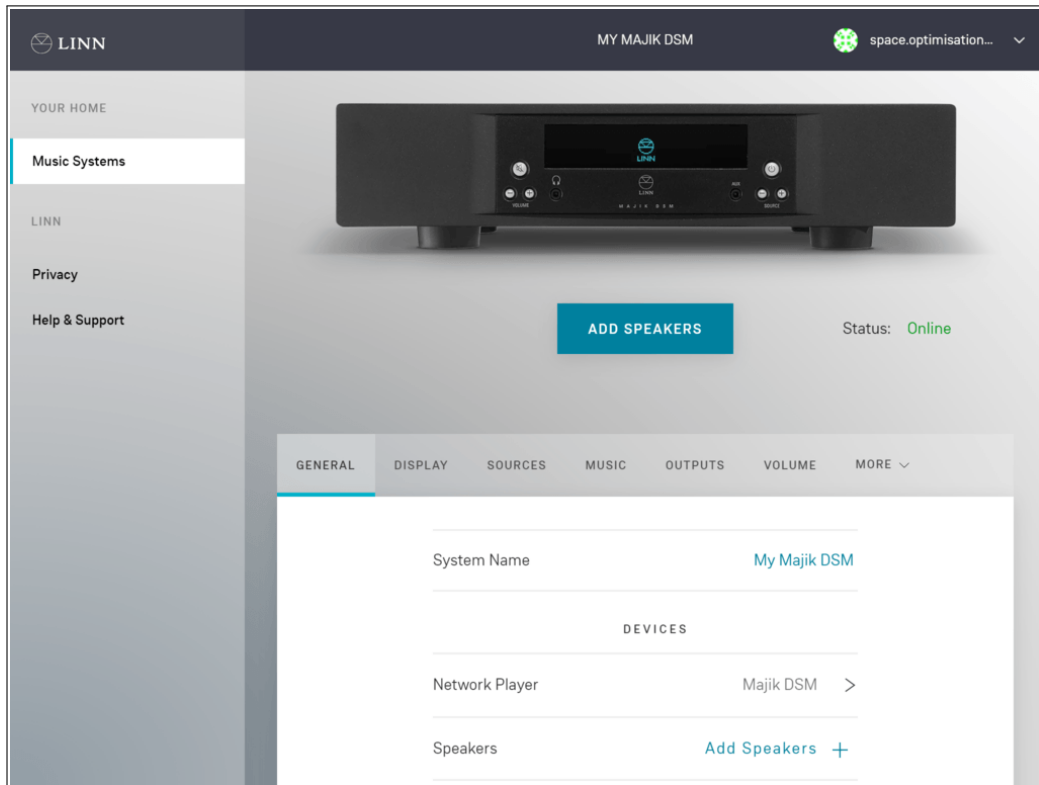 LINN
MY MAJIK DSM
space.optimisation...
YOUR HOME
Music Systems
LINN
Privacy
Help & Support
LINN
LINN
VOLUME
AUX
SOURCE
MAJIK DSM
ADD SPEAKERS
Status: Online
GENERAL DISPLAY SOURCES MUSIC OUTPUTS VOLUME MORE
System Name My Majik DSM
DEVICES
Network Player Majik DSM
Speakers Add Speakers